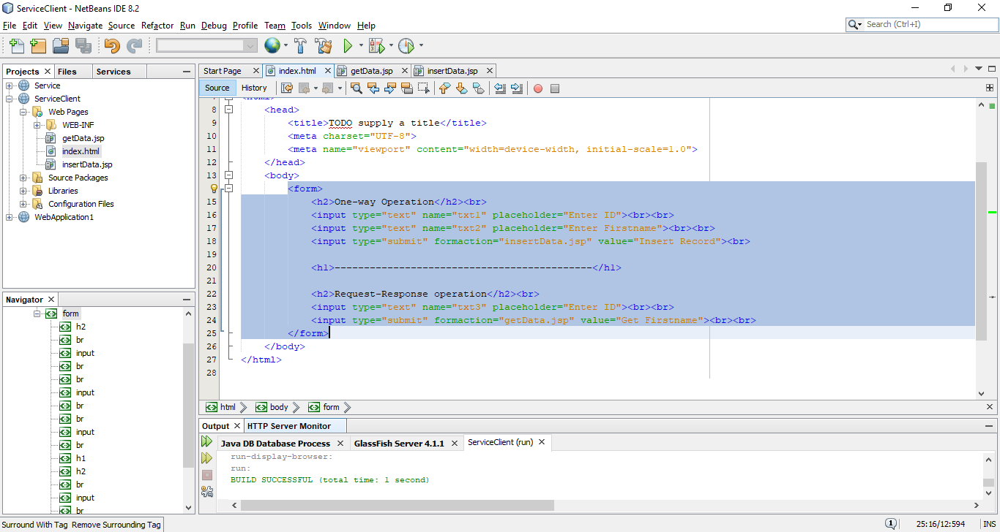 ServiceClient - NetBeans IDE 8.2
File Edit View Navigate Source Refactor Run Debug Profile Team Tools Window Help
Search (Ctrl+I)
Projects Files Services
Service
ServiceClient
Web Pages
WEB-INF
getData.jsp
index.html
insertData.jsp
Source Packages
Libraries
Configuration Files
WebApplication1
Navigator
form
h2
br
input
br
br
input
br
br
input
br
h1
h2
br
input
br
Start Page index.html getData.jsp insertData.jsp
Source History
8 <head>
9 <title>TODO supply a title</title>
10 <meta charset="UTF-8">
11 <meta name="viewport" content="width=device-width, initial-scale=1.0">
12 </head>
13 <body>
<form>
15 <h2>One-way Operation</h2><br>
16 <input type="text" name="txt1" placeholder="Enter ID"><br><br>
17 <input type="text" name="txt2" placeholder="Enter Firstname"><br><br>
18 <input type="submit" formaction="insertData.jsp" value="Insert Record"><br>
19
20 <h1>--------------------------------------------</h1>
21
22 <h2>Request-Response operation</h2><br>
23 <input type="text" name="txt3" placeholder="Enter ID"><br><br>
24 <input type="submit" formaction="getData.jsp" value="Get Firstname"><br><br>
25 </form>
26 </body>
27 </html>
28
html body form
Output HTTP Server Monitor
Java DB Database Process GlassFish Server 4.1.1 ServiceClient (run)
run-display-browser:
run:
BUILD SUCCESSFUL (total time: 1 second)
Surround With Tag Remove Surrounding Tag
1 25:16/12:594 INS